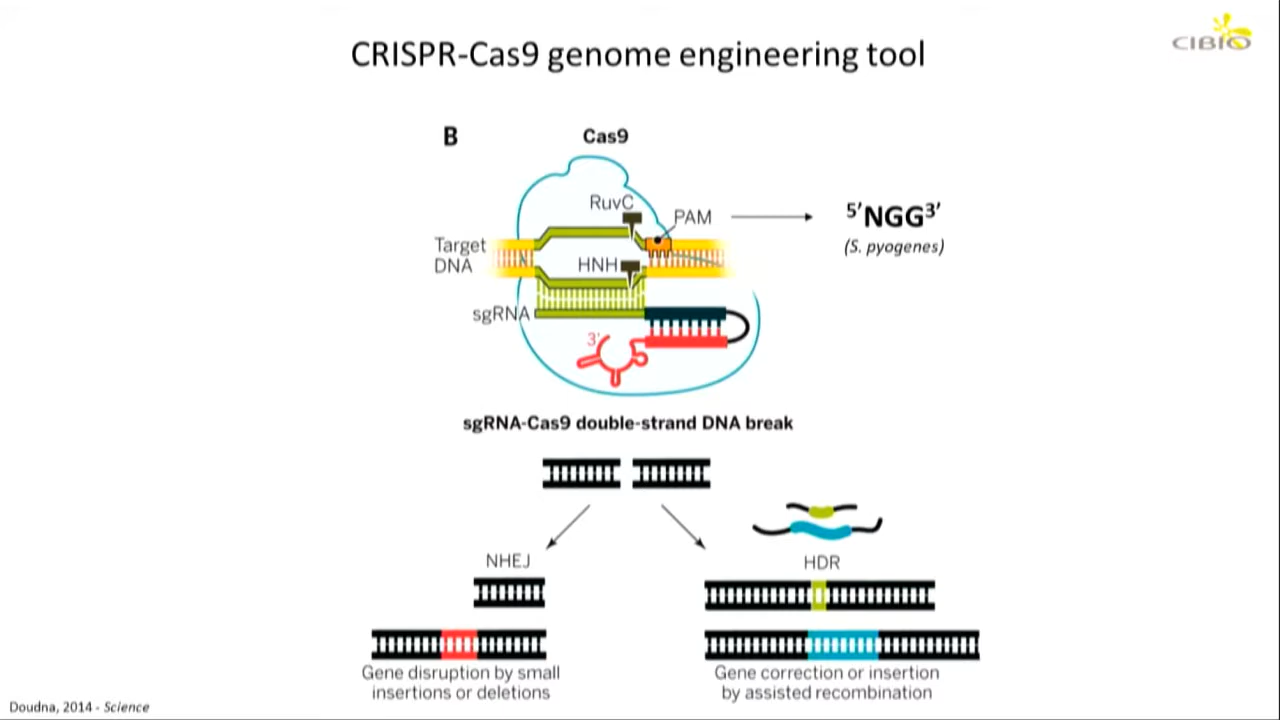 CRISPR-Cas9 genome engineering tool
CIBIO
B
Cas9
RuvC
PAM
5'NGG3'
(S. pyogenes)
Target
DNA
HNH
sgRNA
3'
sgRNA-Cas9 double-strand DNA break
NHEJ
HDR
Gene disruption by small
insertions or deletions
Gene correction or insertion
by assisted recombination
Doudna, 2014 - Science